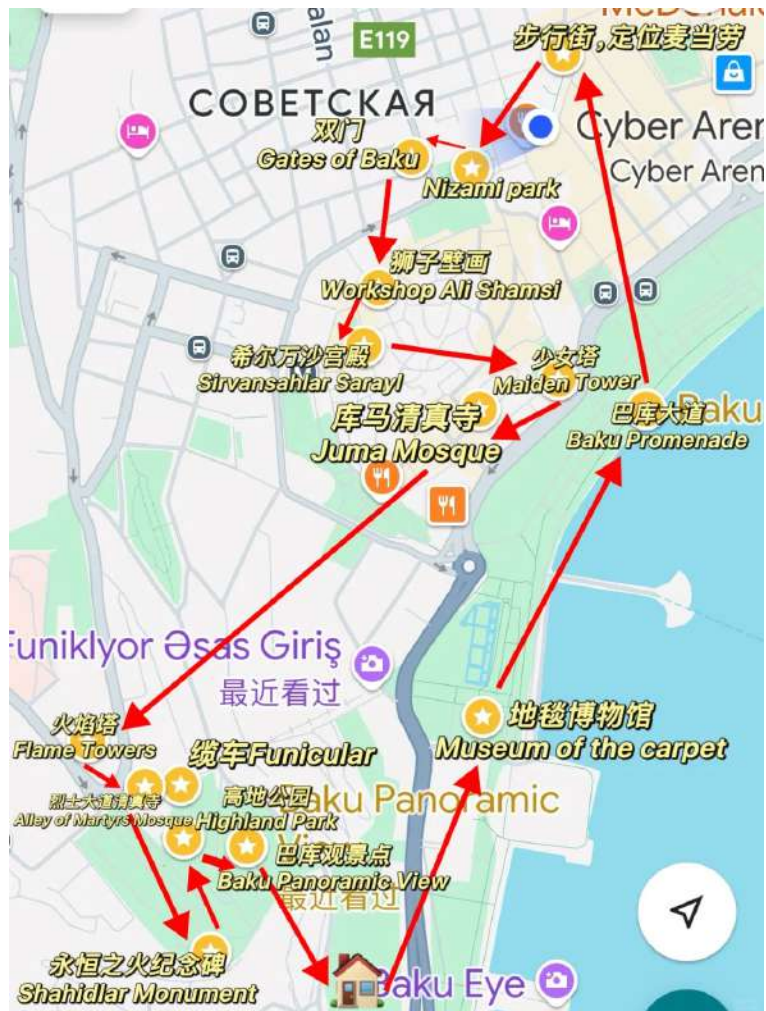 McDonald
alan
E119
步行街,定位麦当劳
СОВЕТСКАЯ
双门
Gates of Baku
Cyber Aren
Cyber Aren
Nizami park
狮子壁画
Workshop Ali Shamsi
希尔万沙宫殿
Sirvansahlar Sarayl
少女塔
Maiden Tower
库马清真寺
Juma Mosque
巴库大道
Baku
Baku Promenade
Funiklyor Əsas Giriş
最近看过
地毯博物馆
Museum of the carpet
火焰塔
Flame Towers
缆车Funicular
烈士大道清真寺
Alley of Martyrs Mosque
高地公园
Highland Park
Baku Panoramic
巴库观景点
Baku Panoramic View
最近看过
永恒之火纪念碑
Shahidlar Monument
Baku Eye